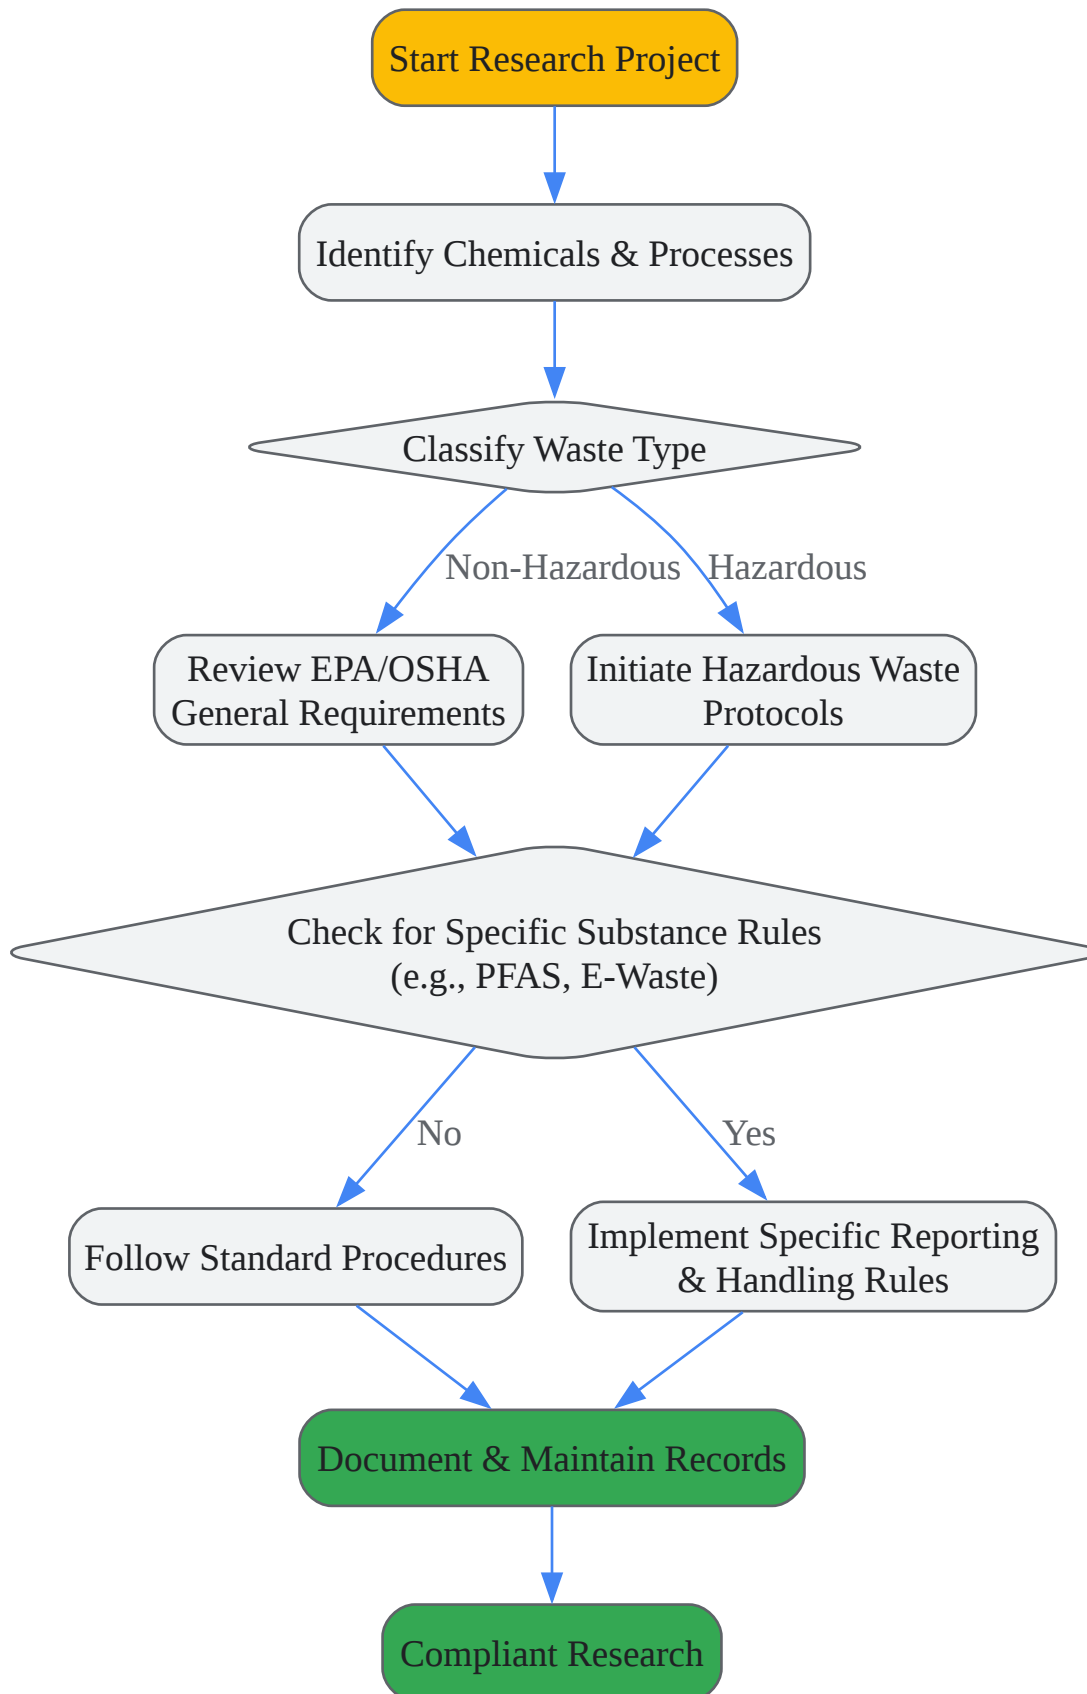 Start Research Project
Identify Chemicals & Processes
Classify Waste Type
Non-Hazardous
Hazardous
Review EPA/OSHA
General Requirements
Initiate Hazardous Waste
Protocols
Check for Specific Substance Rules
(e.g., PFAS, E-Waste)
No
Yes
Follow Standard Procedures
Implement Specific Reporting
& Handling Rules
Document & Maintain Records
Compliant Research